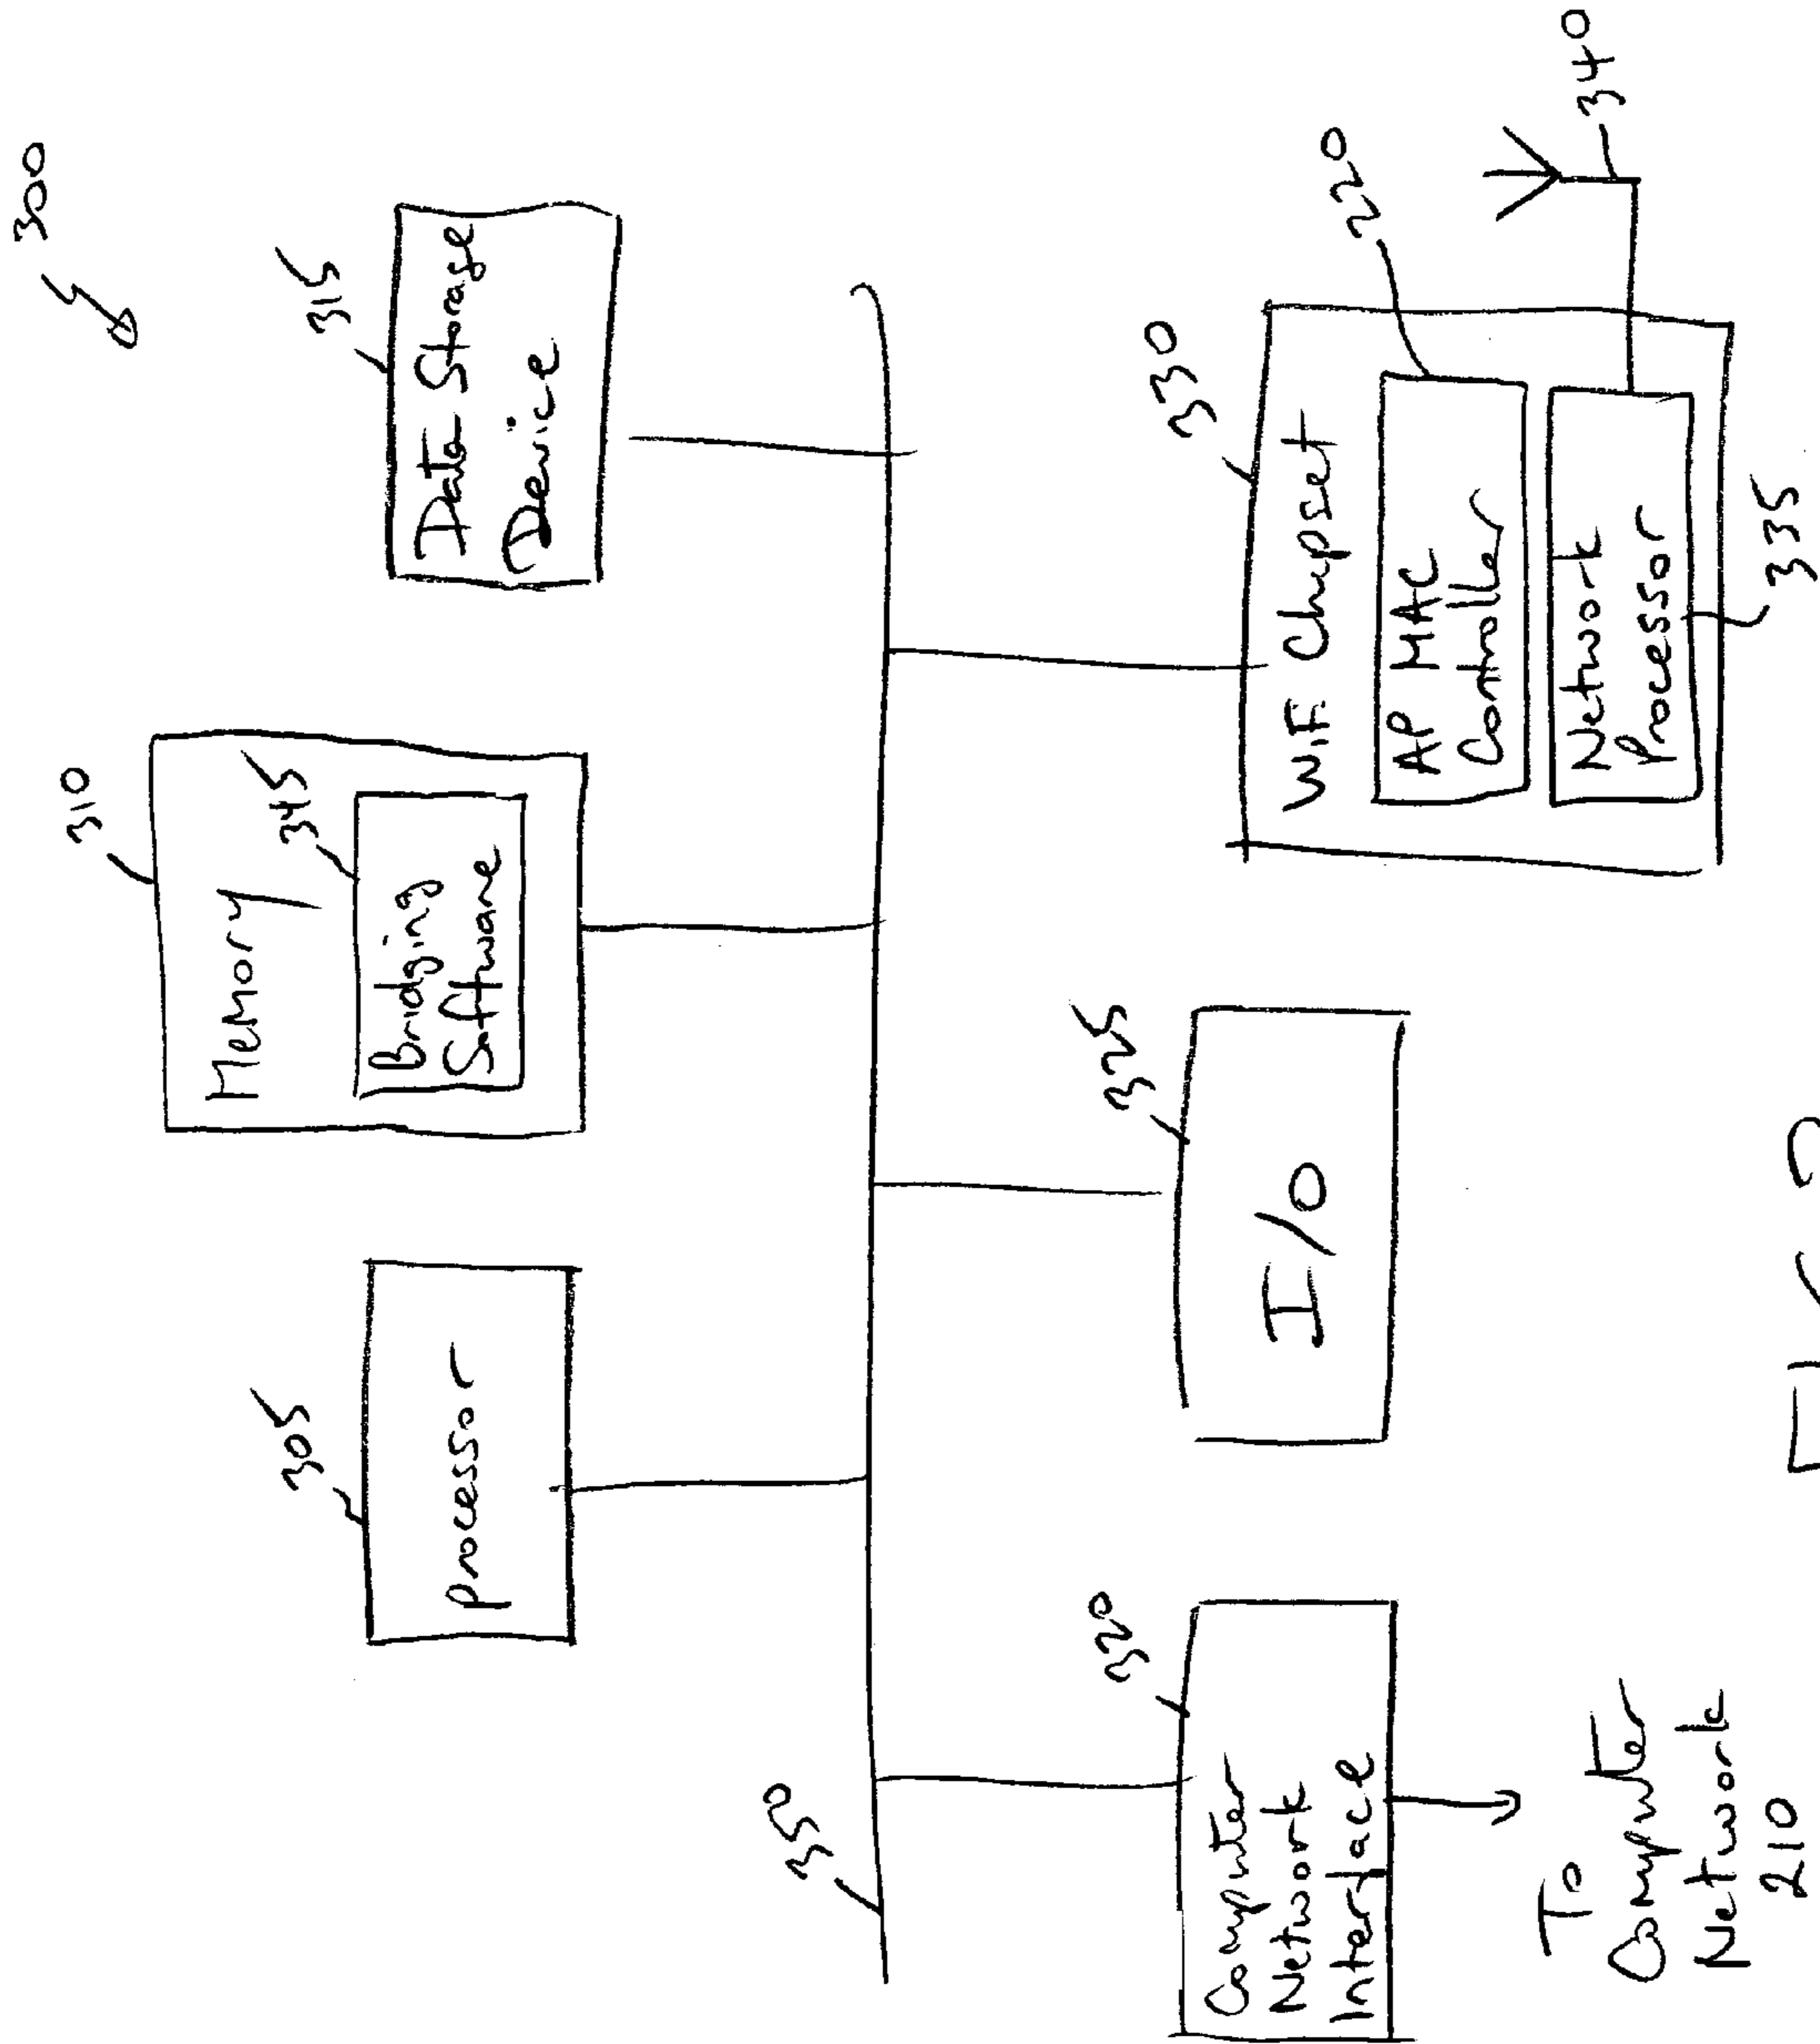 300
305
Processor
310
Memory
345
Bridging
Software
315
Data Storage
Device
350
320
Computer
Network
Interface
To
Computer
Network
210
325
I/O
330
WiFi Chipset
220
AP MAC
Controller
Network
Processor
335
340